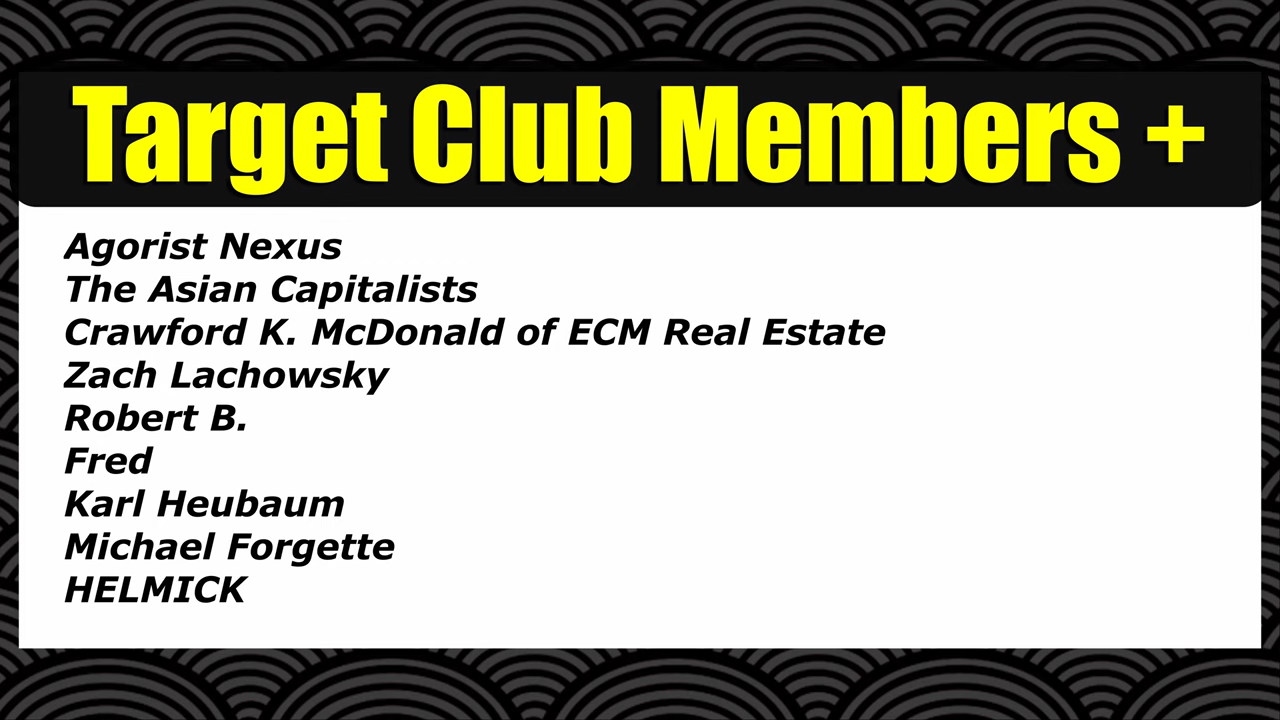 Target Club Members +
Agorist Nexus
The Asian Capitalists
Crawford K. McDonald of ECM Real Estate
Zach Lachowsky
Robert B.
Fred
Karl Heubaum
Michael Forgette
HELMICK